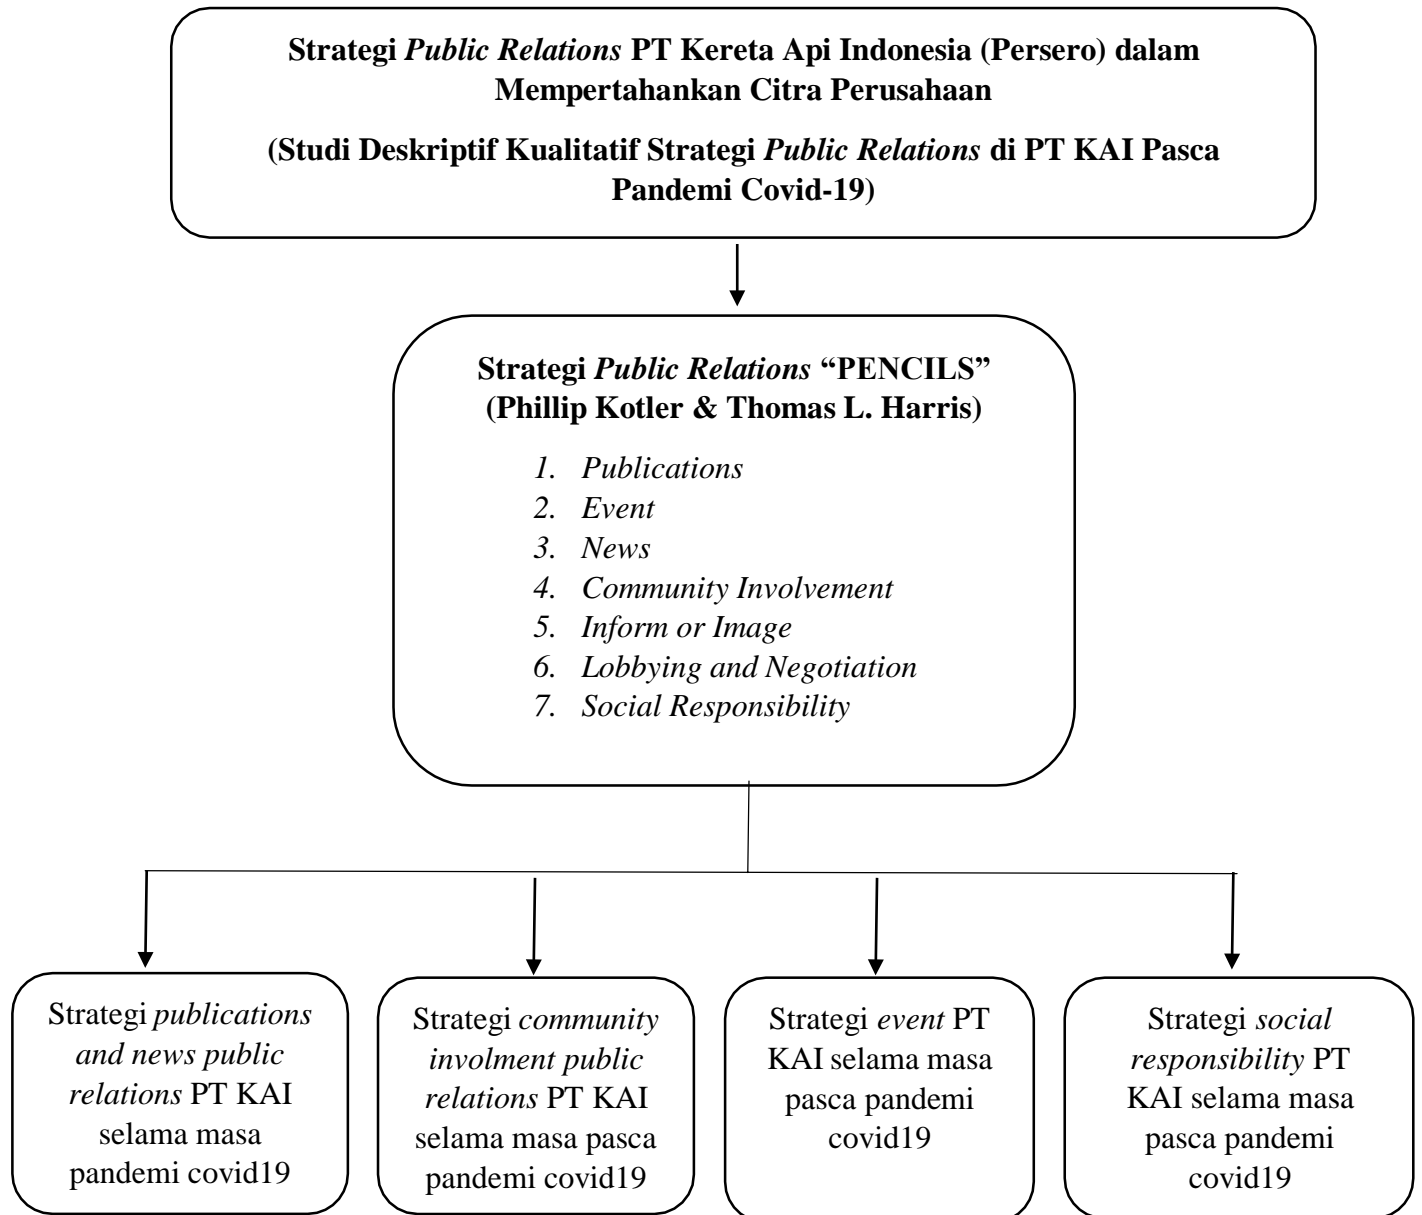 Strategi Public Relations PT Kereta Api Indonesia (Persero) dalam
Mempertahankan Citra Perusahaan
(Studi Deskriptif Kualitatif Strategi Public Relations di PT KAI Pasca
Pandemi Covid-19)
Strategi Public Relations “PENCILS”
(Phillip Kotler & Thomas L. Harris)
1. Publications
2. Event
3. News
4. Community Involvement
5. Inform or Image
6. Lobbying and Negotiation
7. Social Responsibility
Strategi publications
and news public
relations PT KAI
selama masa
pandemi covid19
Strategi community
involment public
relations PT KAI
selama masa pasca
pandemi covid19
Strategi event PT
KAI selama masa
pasca pandemi
covid19
Strategi social
responsibility PT
KAI selama masa
pasca pandemi
covid19